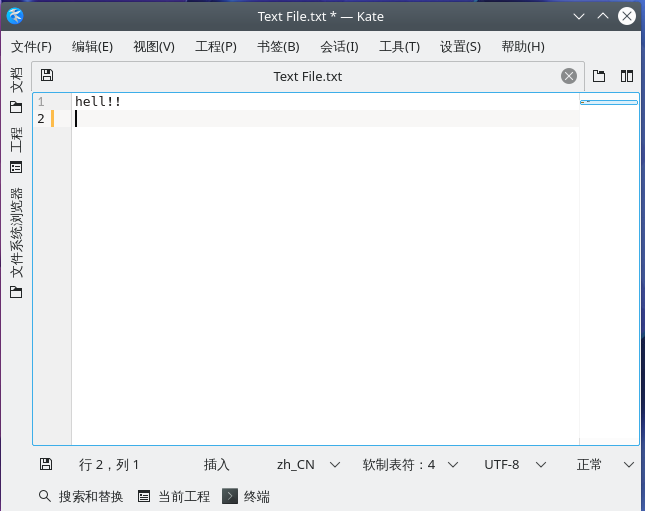 Text File.txt * — Kate
文件(F) 编辑(E) 视图(V) 工程(P) 书签(B) 会话(I) 工具(T) 设置(S) 帮助(H)
文档
工程
文件系统浏览器
Text File.txt
1 hell!!
2
行 2，列 1 插入 zh_CN 软制表符：4 UTF-8 正常
搜索和替换 当前工程 终端